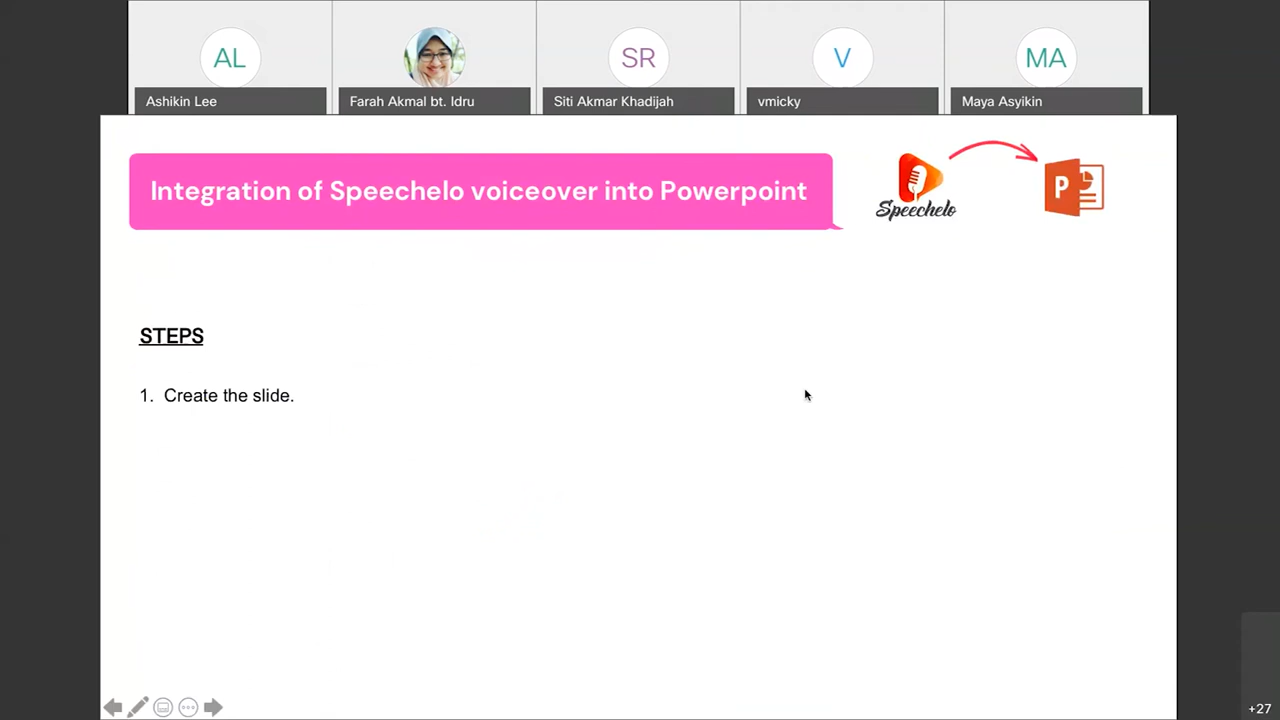 AL
SR
V
MA
Ashikin Lee
Farah Akmal bt. Idru
Siti Akmar Khadijah
vmicky
Maya Asyikin
Integration of Speechelo voiceover into Powerpoint
Speechelo
P
STEPS
1. Create the slide.
+27